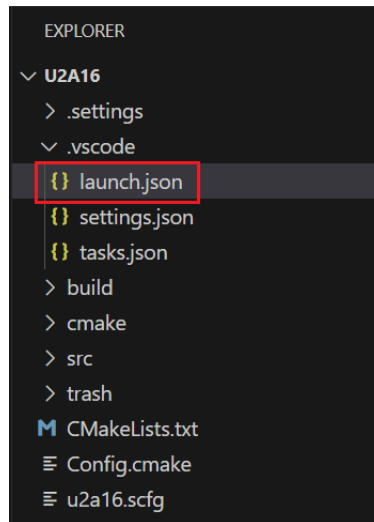 EXPLORER
U2A16
.settings
.vscode
{} launch.json
{} settings.json
{} tasks.json
build
cmake
src
trash
M CMakeLists.txt
Config.cmake
u2a16.scfg